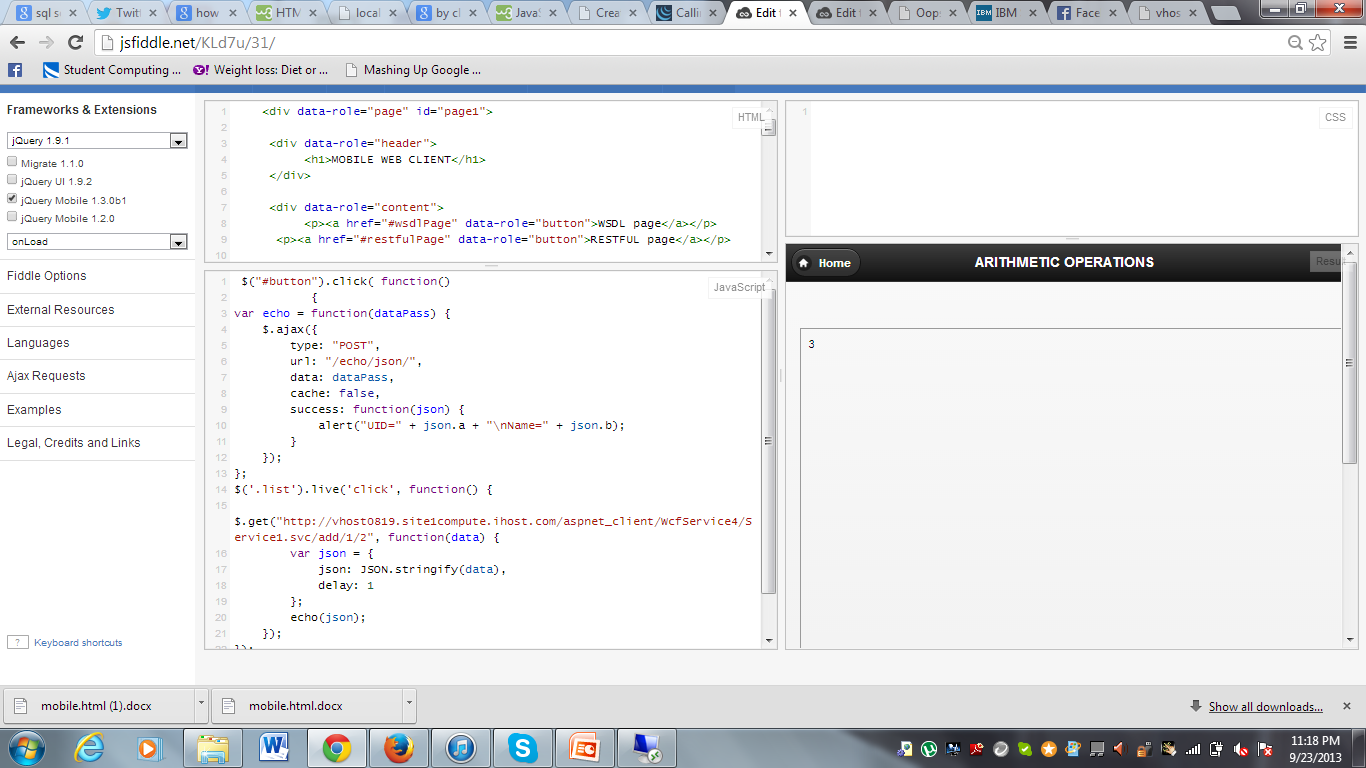 sql s
Twitt
how
HTM
local
by cl
JavaS
Crea
Callin
Edit t
Edit t
Oops
IBM
Face
vhos
jsfiddle.net/KLd7u/31/
Student Computing ...
Weight loss: Diet or ...
Mashing Up Google ...
Frameworks & Extensions
jQuery 1.9.1
Migrate 1.1.0
jQuery UI 1.9.2
jQuery Mobile 1.3.0b1
jQuery Mobile 1.2.0
onLoad
Fiddle Options
External Resources
Languages
Ajax Requests
Examples
Legal, Credits and Links
? Keyboard shortcuts
HTML
1 <div data-role="page" id="page1">
2
3 <div data-role="header">
4 <h1>MOBILE WEB CLIENT</h1>
5 </div>
6
7 <div data-role="content">
8 <p><a href="#wsdlPage" data-role="button">WSDL page</a></p>
9 <p><a href="#restfulPage" data-role="button">RESTFUL page</a></p>
10
JavaScript
1 $("#button").click( function()
2 {
3 var echo = function(dataPass) {
4 $.ajax({
5 type: "POST",
6 url: "/echo/json/",
7 data: dataPass,
8 cache: false,
9 success: function(json) {
10 alert("UID=" + json.a + "\nName=" + json.b);
11 }
12 });
13 };
14 $('.list').live('click', function() {
15
$.get("http://vhost0819.site1compute.ihost.com/aspnet_client/WcfService4/S
ervice1.svc/add/1/2", function(data) {
16 var json = {
17 json: JSON.stringify(data),
18 delay: 1
19 };
20 echo(json);
21 });
});
1
CSS
Home
ARITHMETIC OPERATIONS
Resu
3
mobile.html (1).docx
mobile.html.docx
Show all downloads...
11:18 PM
9/23/2013